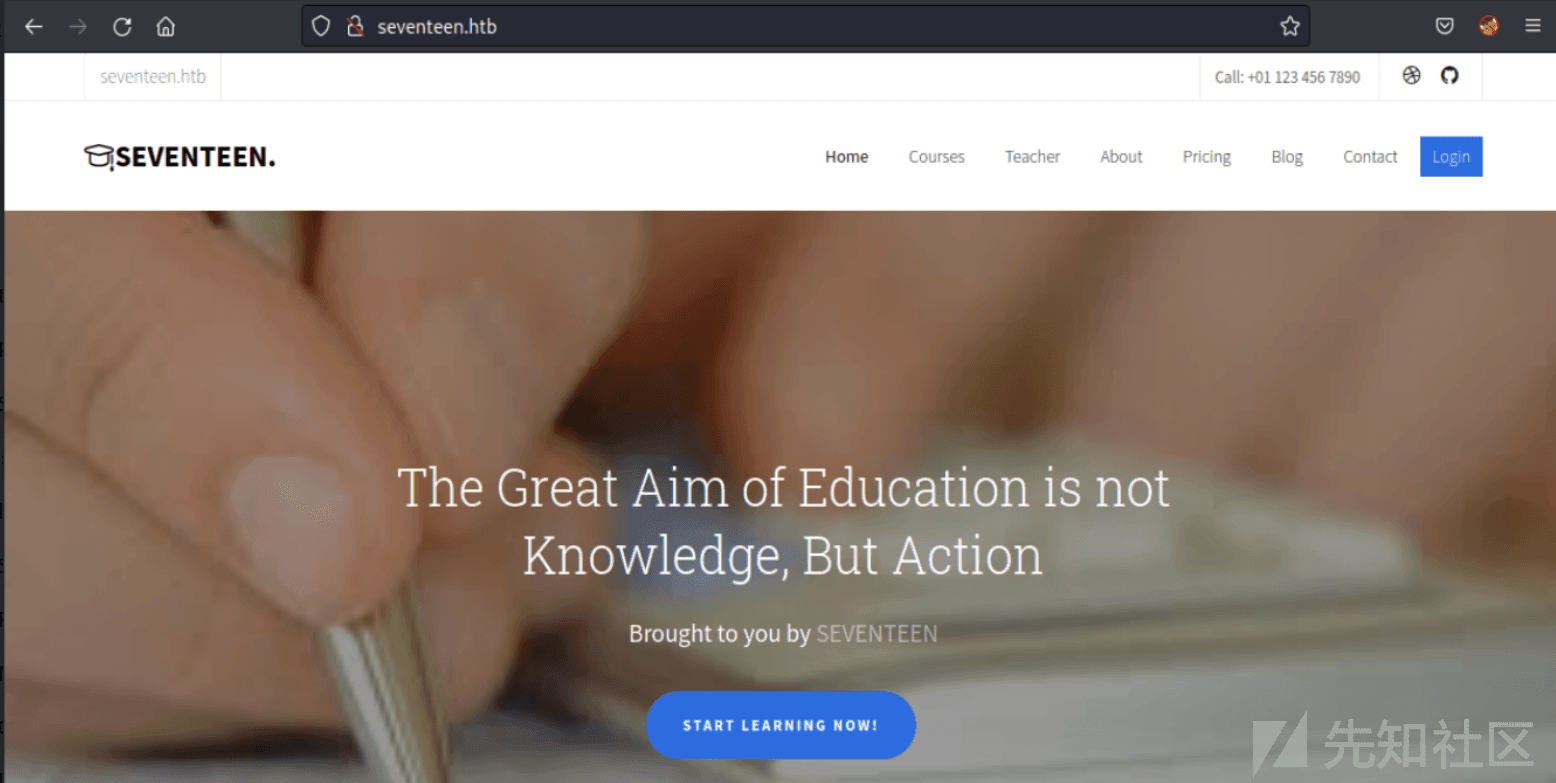 seventeen.htb
seventeen.htb
Call: +01 123 456 7890
SEVENTEEN.
Home
Courses
Teacher
About
Pricing
Blog
Contact
Login
The Great Aim of Education is not
Knowledge, But Action
Brought to you by SEVENTEEN
START LEARNING NOW!
先知社区